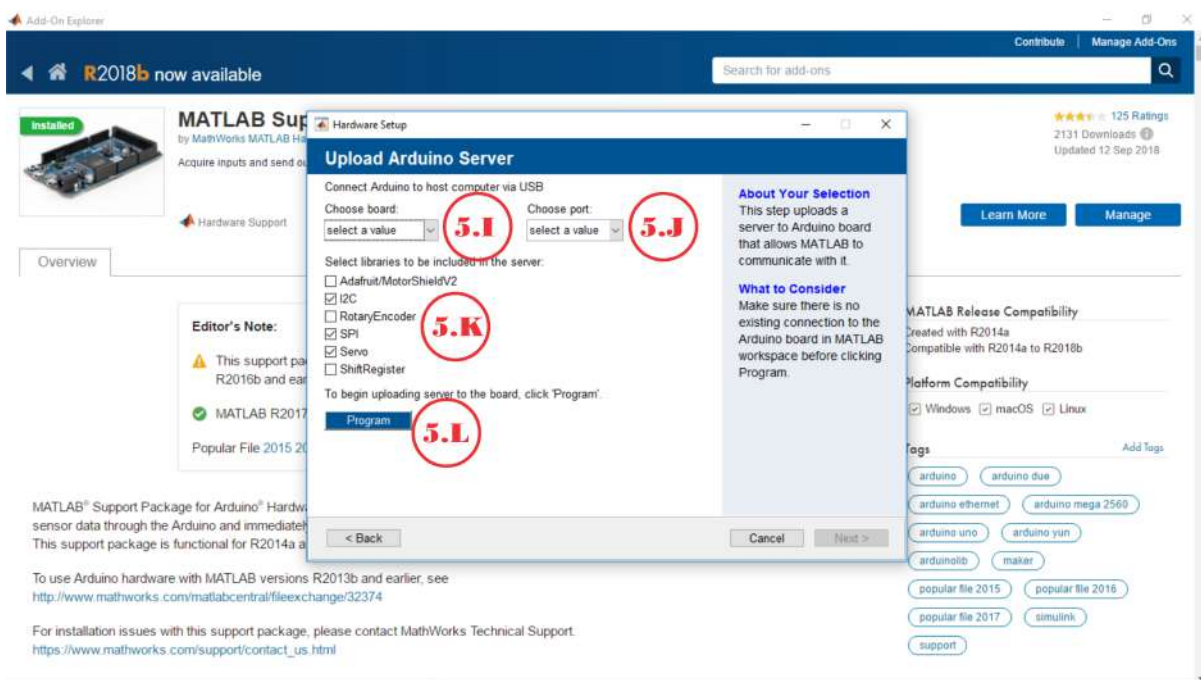 Add-On Explorer
Contribute | Manage Add-Ons
R2018b now available
Search for add-ons
Installed
MATLAB Sup
by MathWorks MATLAB Ha
Acquire inputs and send ou
Hardware Support
125 Ratings
2131 Downloads
Updated 12 Sep 2018
Learn More
Manage
Overview
Hardware Setup
Upload Arduino Server
Connect Arduino to host computer via USB
Choose board:
Choose port:
select a value
5.I
select a value
5.J
Select libraries to be included in the server:
Adafruit/MotorShieldV2
I2C
RotaryEncoder
SPI
Servo
ShiftRegister
5.K
To begin uploading server to the board, click 'Program'.
Program
5.L
About Your Selection
This step uploads a
server to Arduino board
that allows MATLAB to
communicate with it.
What to Consider
Make sure there is no
existing connection to the
Arduino board in MATLAB
workspace before clicking
Program.
< Back
Cancel
Next >
Editor's Note:
This support pa
R2016b and ear
MATLAB R2017
Popular File 2015 20
MATLAB® Support Package for Arduino® Hardwa
sensor data through the Arduino and immediatel
This support package is functional for R2014a a
To use Arduino hardware with MATLAB versions R2013b and earlier, see
http://www.mathworks.com/matlabcentral/fileexchange/32374
For installation issues with this support package, please contact MathWorks Technical Support.
https://www.mathworks.com/support/contact_us.html
MATLAB Release Compatibility
Created with R2014a
Compatible with R2014a to R2018b
Platform Compatibility
Windows macOS Linux
Tags
Add Tags
arduino arduino due
arduino ethernet arduino mega 2560
arduino uno arduino yun
arduinolib maker
popular file 2015 popular file 2016
popular file 2017 simulink
support